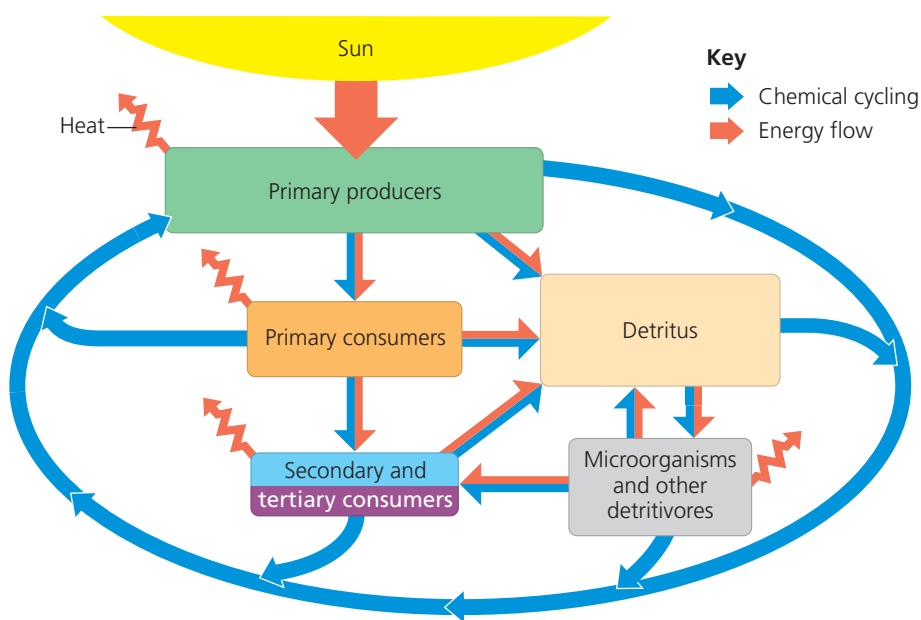 Sun
Key
Chemical cycling
Energy flow
Heat
Primary producers
Primary consumers
Detritus
Secondary and
tertiary consumers
Microorganisms
and other
detritivores